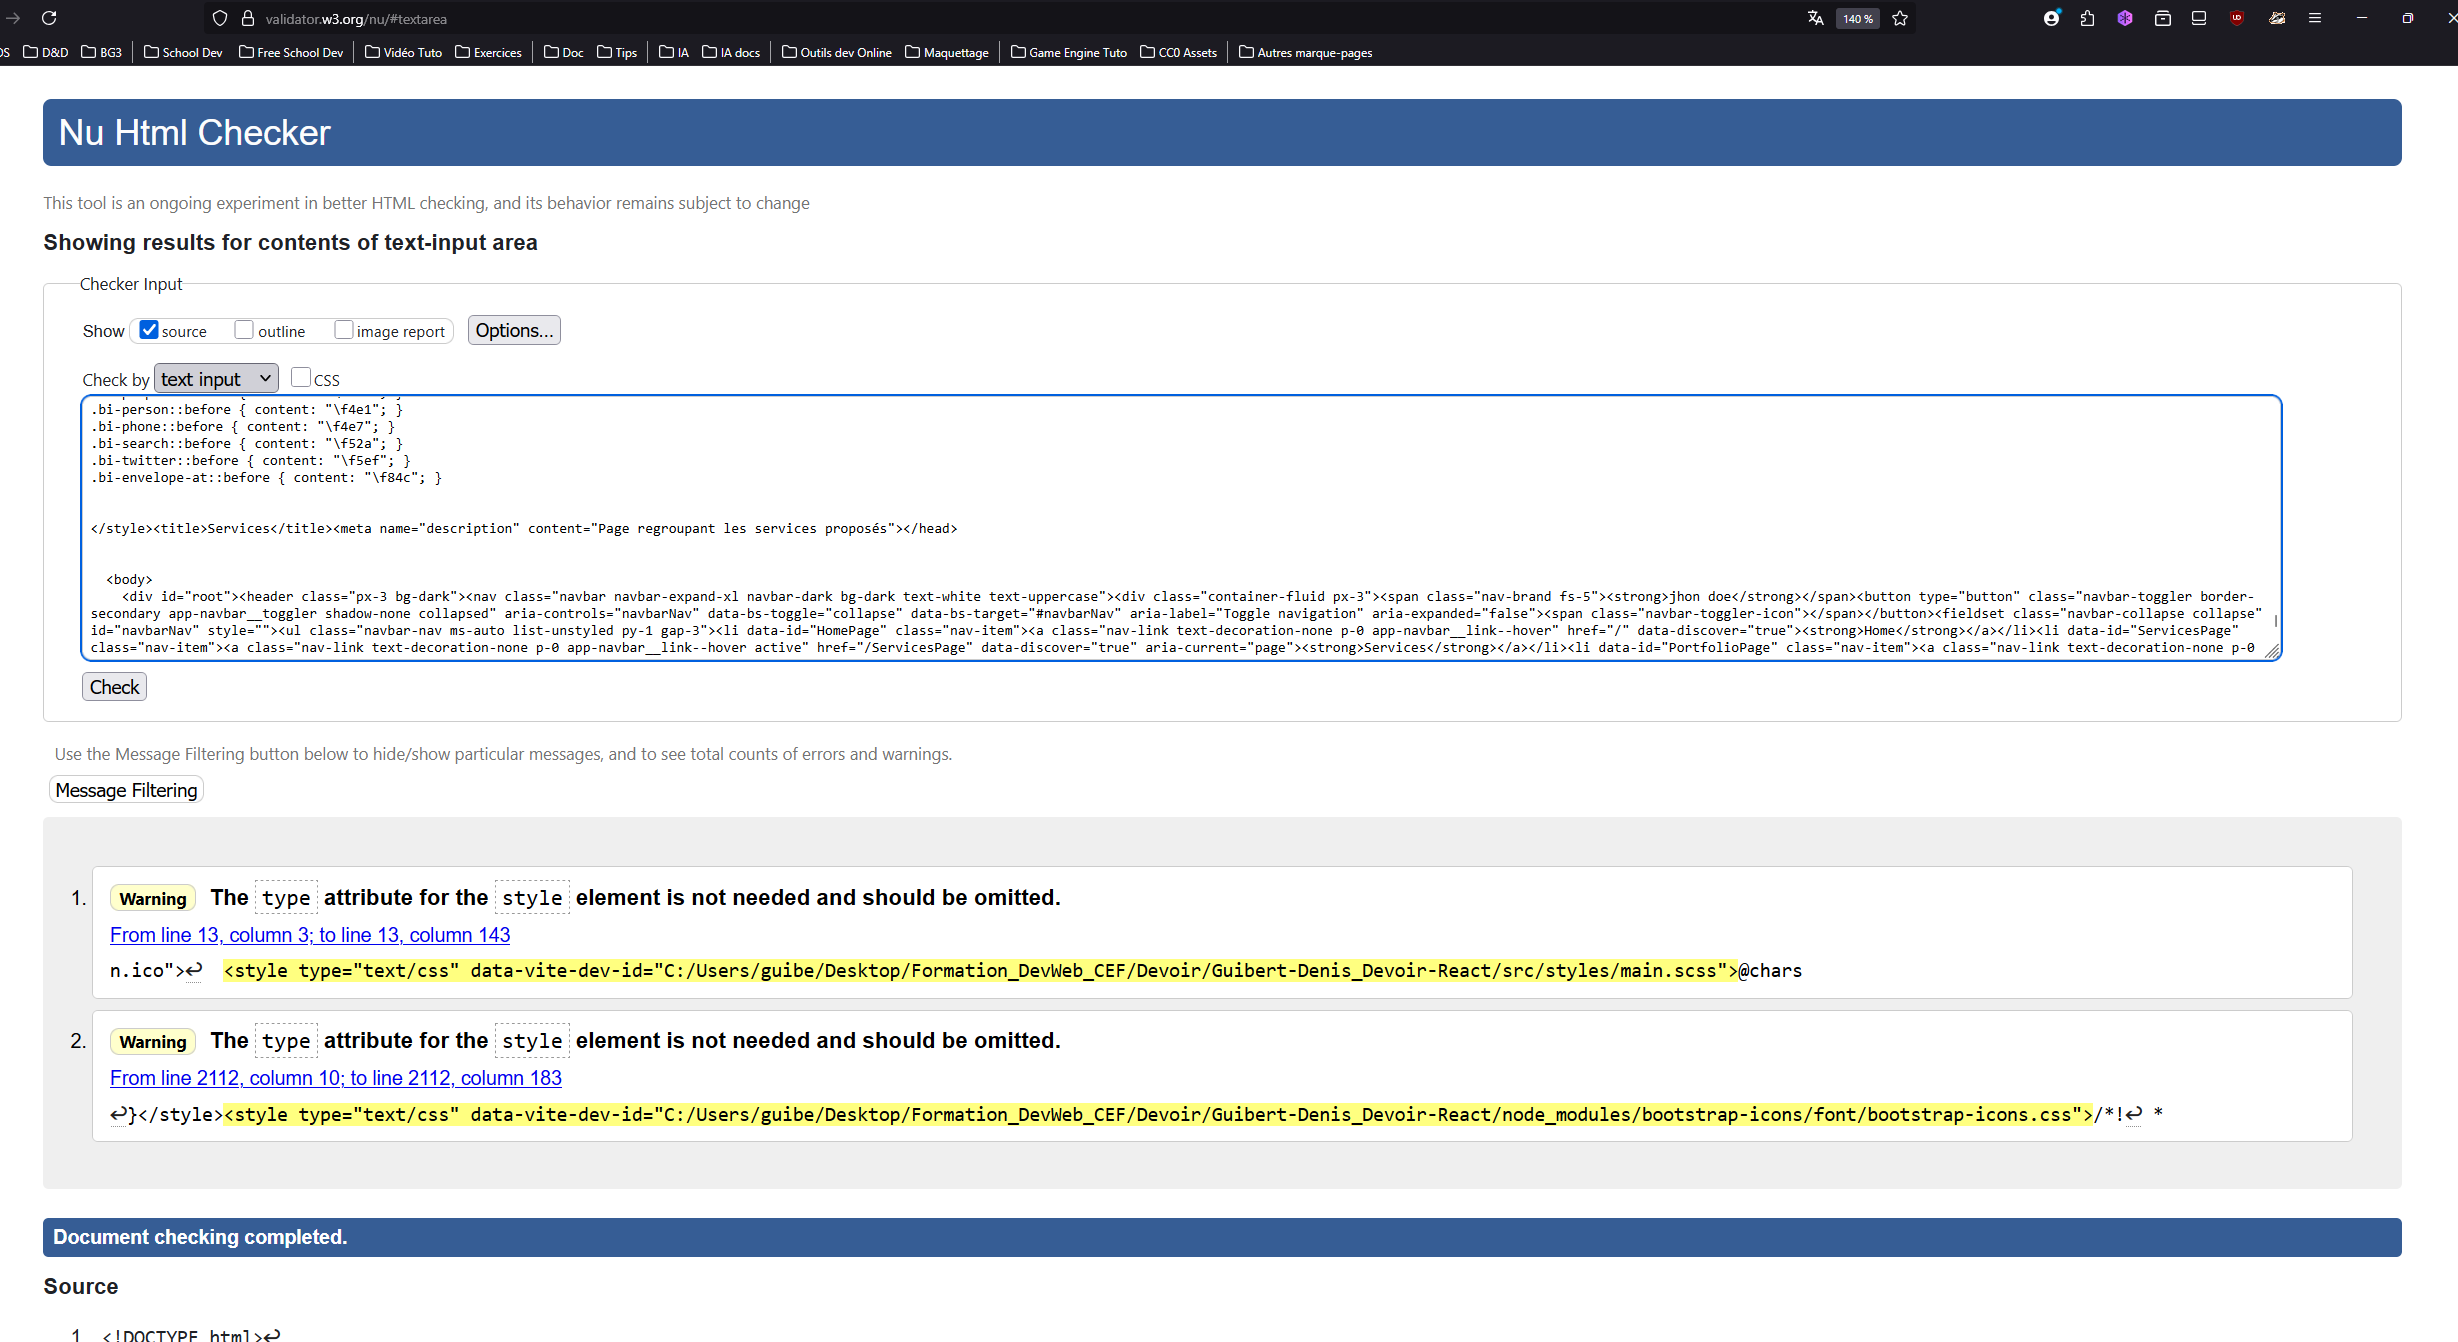 validator.w3.org/nu/#textarea
140 %
D&D BG3 School Dev Free School Dev Vidéo Tuto Exercices Doc Tips IA IA docs Outils dev Online Maquettage Game Engine Tuto CC0 Assets Autres marque-pages
Nu Html Checker
This tool is an ongoing experiment in better HTML checking, and its behavior remains subject to change
Showing results for contents of text-input area
Checker Input
Show source outline image report Options...
Check by text input CSS
.bi-person::before { content: "\f4e1"; }
.bi-phone::before { content: "\f4e7"; }
.bi-search::before { content: "\f52a"; }
.bi-twitter::before { content: "\f5ef"; }
.bi-envelope-at::before { content: "\f84c"; }
</style><title>Services</title><meta name="description" content="Page regroupant les services proposés"></head>
<body>
<div id="root"><header class="px-3 bg-dark"><nav class="navbar navbar-expand-xl navbar-dark bg-dark text-white text-uppercase"><div class="container-fluid px-3"><span class="nav-brand fs-5"><strong>jhon doe</strong></span><button type="button" class="navbar-toggler border-
secondary app-navbar__toggler shadow-none collapsed" aria-controls="navbarNav" data-bs-toggle="collapse" data-bs-target="#navbarNav" aria-label="Toggle navigation" aria-expanded="false"><span class="navbar-toggler-icon"></span></button><fieldset class="navbar-collapse collapse"
id="navbarNav" style=""><ul class="navbar-nav ms-auto list-unstyled py-1 gap-3"><li data-id="HomePage" class="nav-item"><a class="nav-link text-decoration-none p-0 app-navbar__link--hover" href="/" data-discover="true"><strong>Home</strong></a></li><li data-id="ServicesPage"
class="nav-item"><a class="nav-link text-decoration-none p-0 app-navbar__link--hover active" href="/ServicesPage" data-discover="true" aria-current="page"><strong>Services</strong></a></li><li data-id="PortfolioPage" class="nav-item"><a class="nav-link text-decoration-none p-0
Check
Use the Message Filtering button below to hide/show particular messages, and to see total counts of errors and warnings.
Message Filtering
1. Warning The type attribute for the style element is not needed and should be omitted.
From line 13, column 3; to line 13, column 143
n.ico">↩ <style type="text/css" data-vite-dev-id="C:/Users/guibe/Desktop/Formation_DevWeb_CEF/Devoir/Guibert-Denis_Devoir-React/src/styles/main.scss">@chars
2. Warning The type attribute for the style element is not needed and should be omitted.
From line 2112, column 10; to line 2112, column 183
↩}</style><style type="text/css" data-vite-dev-id="C:/Users/guibe/Desktop/Formation_DevWeb_CEF/Devoir/Guibert-Denis_Devoir-React/node_modules/bootstrap-icons/font/bootstrap-icons.css">/*!↩ *
Document checking completed.
Source
1 <!DOCTYPE html>↩